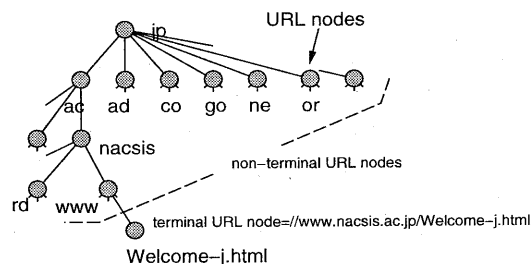 URL nodes
jp
ac ad co go ne or
nacsis
non-terminal URL nodes
rd www
terminal URL node=//www.nacsis.ac.jp/Welcome-j.html
Welcome-j.html